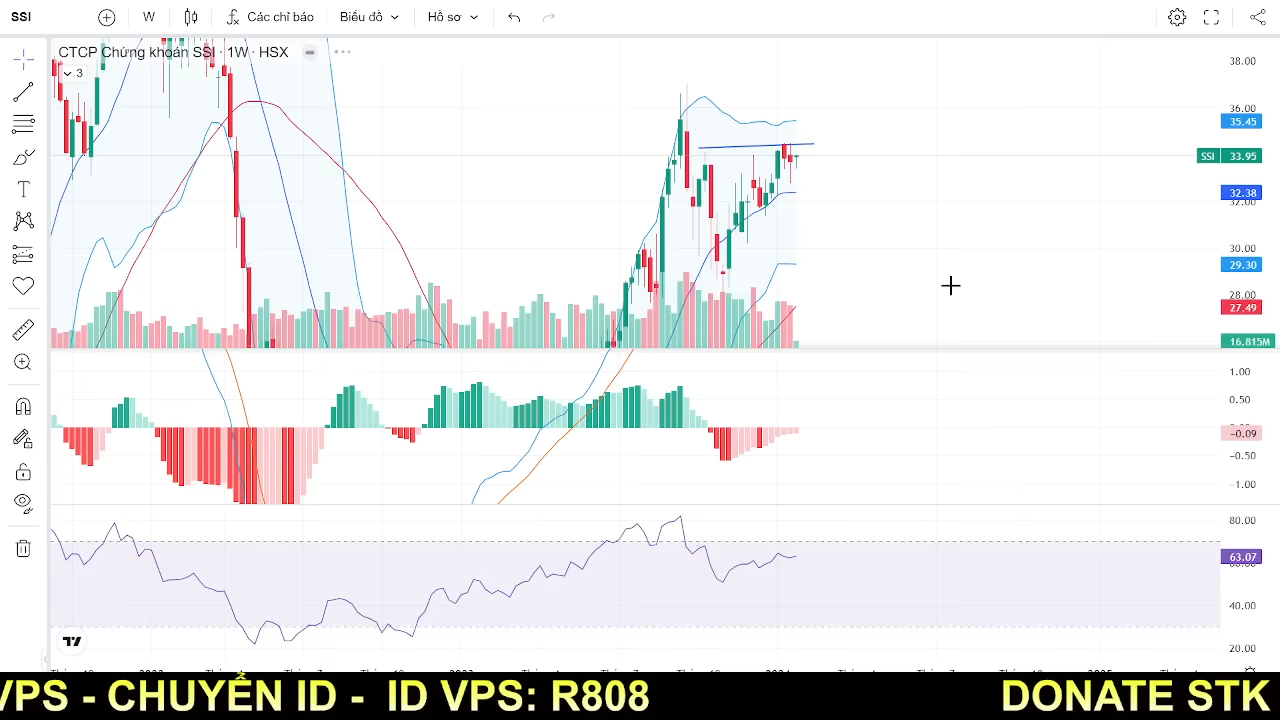 SSI
W
Các chỉ báo
Biểu đồ
Hồ sơ
CTCP Chứng khoán SSI · 1W · HSX
3
38.00
36.00
35.45
SSI 33.95
32.38
32.00
30.00
29.30
28.00
27.49
16.815M
1.00
0.50
−0.09
−0.50
−1.00
80.00
63.07
40.00
20.00
VPS - CHUYỂN ID - ID VPS: R808
DONATE STK